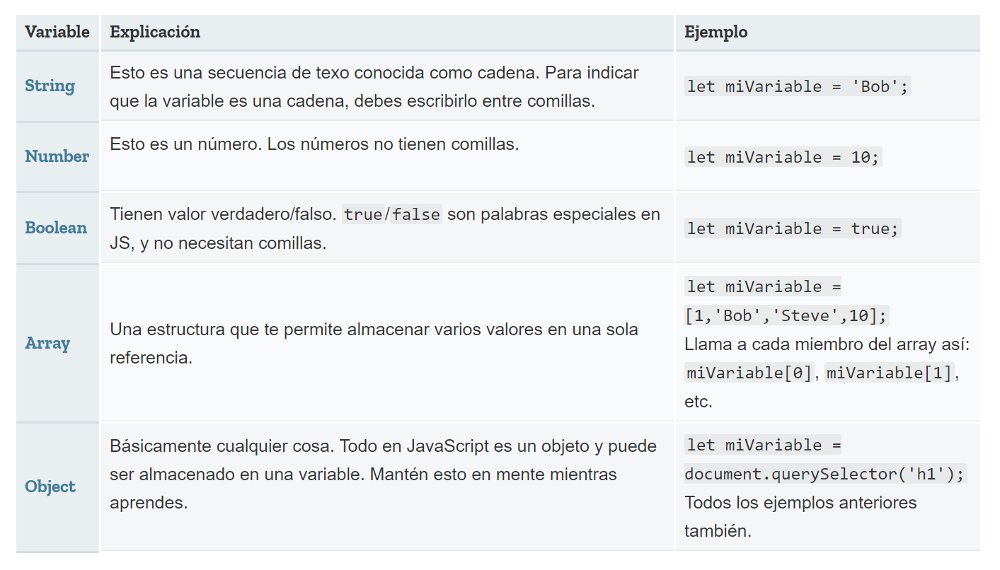 Variable Explicación Ejemplo
String
Esto es una secuencia de texo conocida como cadena. Para indicar
que la variable es una cadena, debes escribirlo entre comillas.
let miVariable = 'Bob';
Number
Esto es un número. Los números no tienen comillas.
let miVariable = 10;
Boolean
Tienen valor verdadero/falso. true/false son palabras especiales en
JS, y no necesitan comillas.
let miVariable = true;
Array
Una estructura que te permite almacenar varios valores en una sola
referencia.
let miVariable =
[1,'Bob','Steve',10];
Llama a cada miembro del array así:
miVariable[0], miVariable[1],
etc.
Object
Básicamente cualquier cosa. Todo en JavaScript es un objeto y puede
ser almacenado en una variable. Mantén esto en mente mientras
aprendes.
let miVariable =
document.querySelector('h1');
Todos los ejemplos anteriores
también.